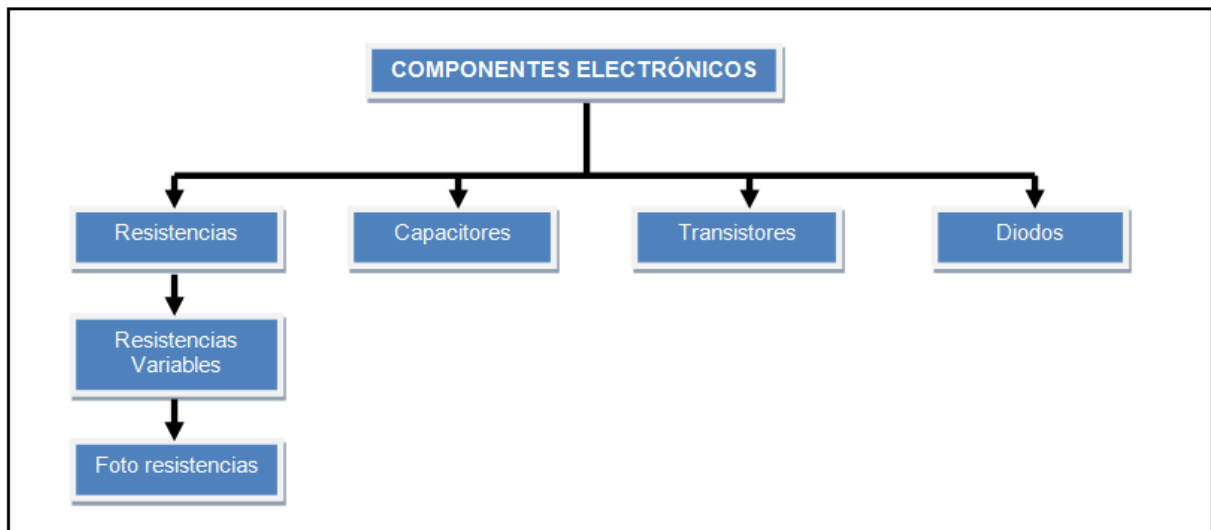 COMPONENTES ELECTRÓNICOS
Resistencias
Capacitores
Transistores
Diodos
Resistencias
Variables
Foto resistencias